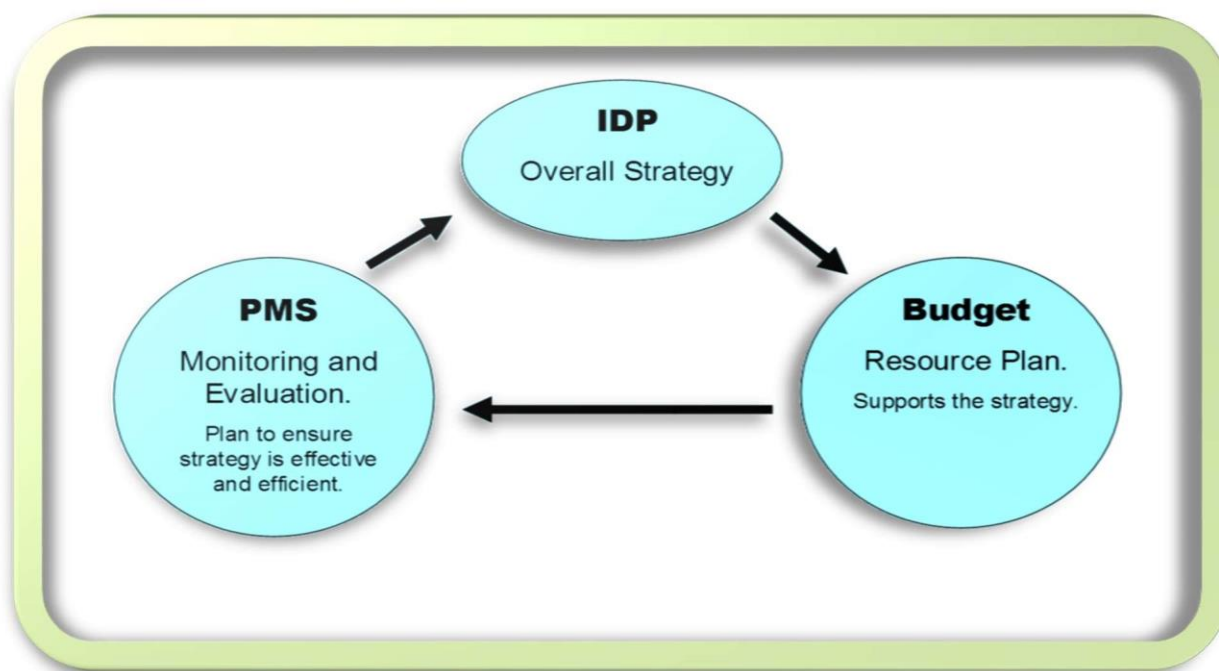 IDP
Overall Strategy
PMS
Monitoring and
Evaluation.
Plan to ensure
strategy is effective
and efficient.
Budget
Resource Plan.
Supports the strategy.